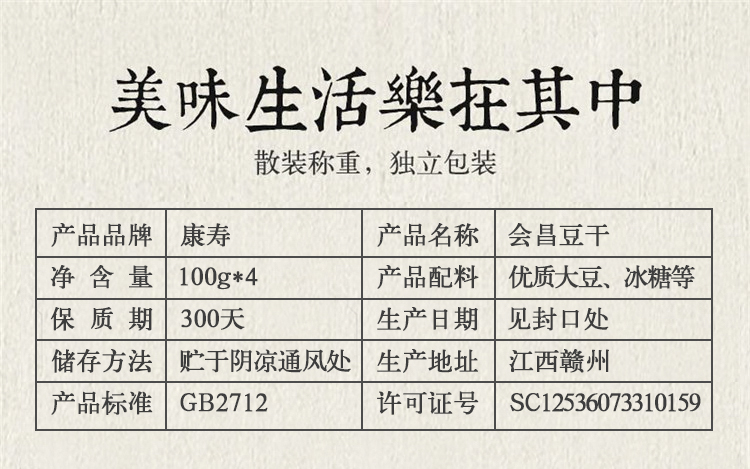 美味生活樂在其中
散装称重，独立包装
产品品牌 康寿 产品名称 会昌豆干
净含量 100g*4 产品配料 优质大豆、冰糖等
保质期 300天 生产日期 见封口处
储存方法 贮于阴凉通风处 生产地址 江西赣州
产品标准 GB2712 许可证号 SC12536073310159